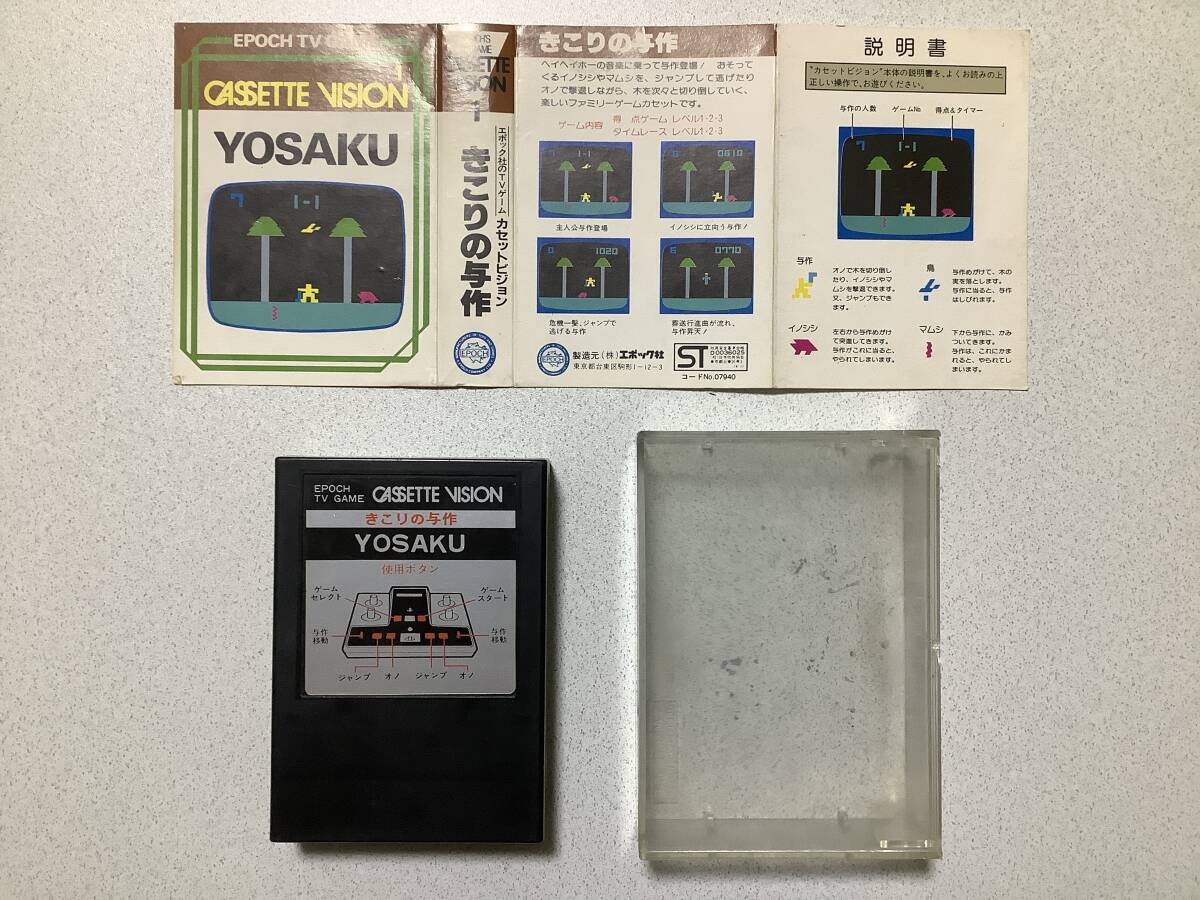 EPOCH TV G
1
CASSETTE VISION
YOSAKU
7 1-1
EPOCH'S
GAME
CASSETTE
VISION
1
エポック社のTVゲーム カセットビジョン
きこりの与作
EPOCH
きこりの与作
ヘイヘイホーの音楽に乗って与作登場! おそって
くるイノシシやマムシを、ジャンプして逃げたり
オノで撃退しながら、木を次々と切り倒していく、
楽しいファミリーゲームカセットです。
ゲーム内容 得 点ゲーム レベル1・2・3
タイムレース レベル1・2・3
7 1-1
0610
主人公与作登場
イノシシに立向う与作!
1020
0770
危機一髪、ジャンプで
逃げる与作
葬送行進曲が流れ、
与作昇天!
EPOCH
製造元(株)エポック社
東京都台東区駒形1-12-3
ST
D0036025
コードNo.07940
説明書
"カセットビジョン"本体の説明書を、よくお読みの上
正しい操作で、お遊びください。
与作の人数 ゲームNo. 得点&タイマー
7 1-1
与作
オノで木を切り倒し
たり、イノシシやマ
ムシを撃退できます。
又、ジャンプもでき
ます。
鳥
与作めがけて、木の
実を落とします。
与作に当ると、与作
はしびれます。
イノシシ
左右から与作めがけ
て突進してきます。
与作がこれに当ると、
やられてしまいます。
マムシ
下から与作に、かみ
ついてきます。
与作は、これにかま
れると、やられてし
まいます。
EPOCH
TV GAME CASSETTE VISION
きこりの与作
YOSAKU
使用ボタン
ゲーム
セレクト
ゲーム
スタート
与作
移動
与作
移動
ジャンプ オノ ジャンプ オノ